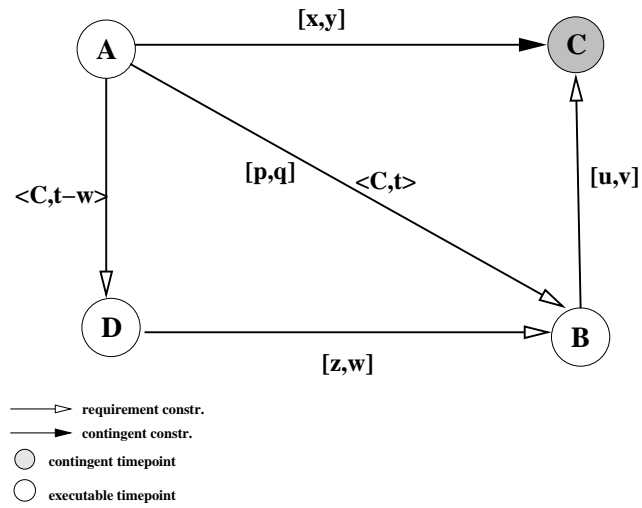 [x,y]
A
C
[p,q]
<C,t>
<C,t−w>
[u,v]
D
B
[z,w]
requirement constr.
contingent constr.
contingent timepoint
executable timepoint